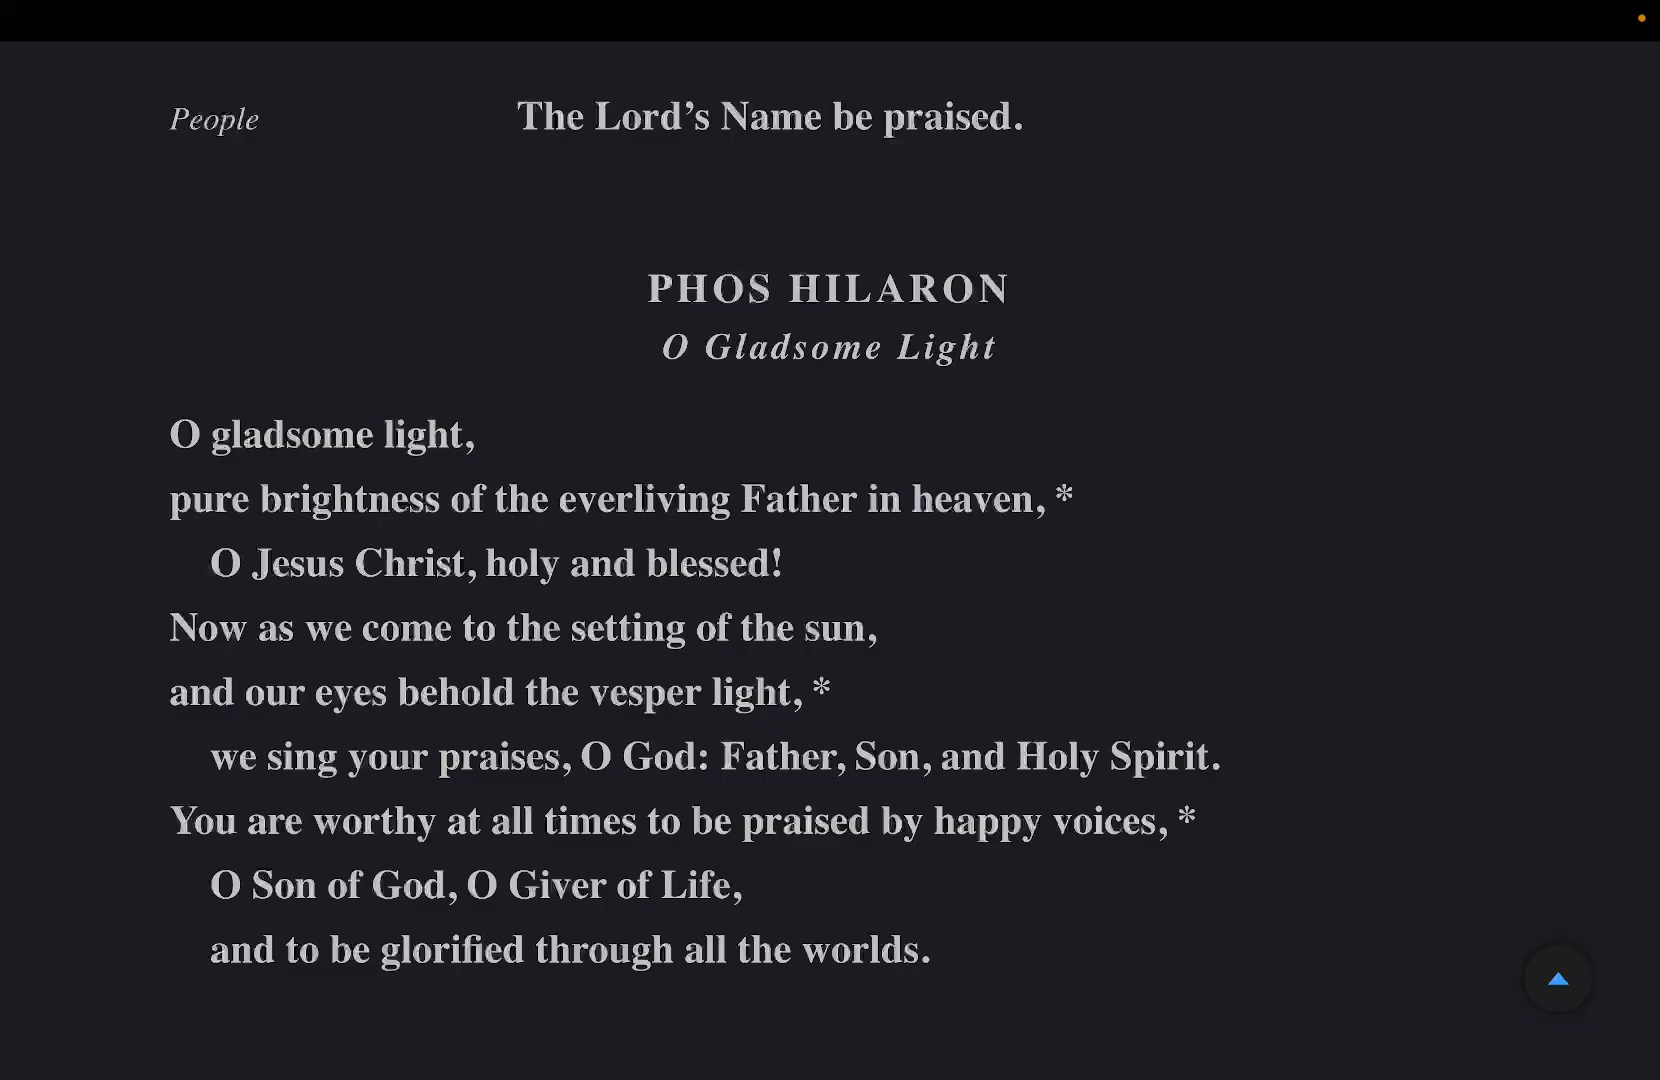 People The Lord’s Name be praised.
PHOS HILARON
O Gladsome Light
O gladsome light,
pure brightness of the everliving Father in heaven, *
O Jesus Christ, holy and blessed!
Now as we come to the setting of the sun,
and our eyes behold the vesper light, *
we sing your praises, O God: Father, Son, and Holy Spirit.
You are worthy at all times to be praised by happy voices, *
O Son of God, O Giver of Life,
and to be glorified through all the worlds.